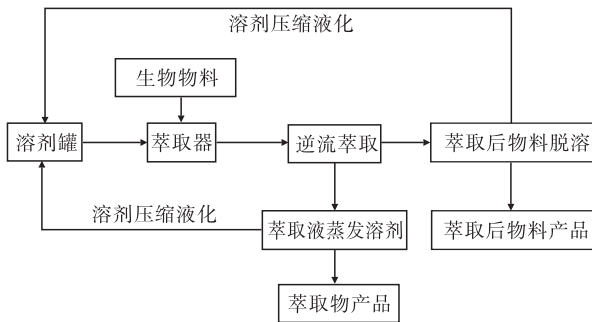 溶剂压缩液化
生物物料
溶剂罐
萃取器
逆流萃取
萃取后物料脱溶
溶剂压缩液化
萃取液蒸发溶剂
萃取后物料产品
萃取物产品